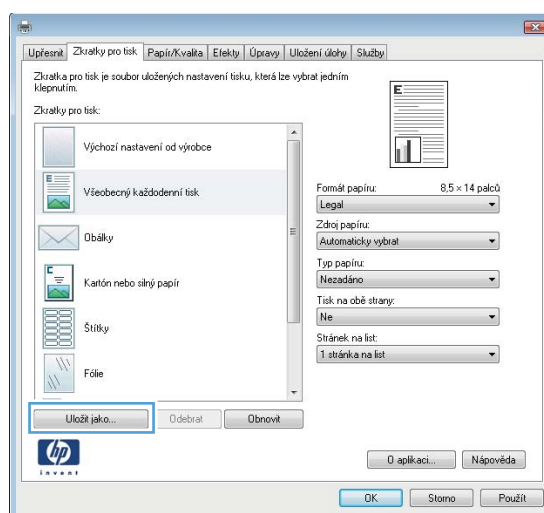 Upřesnit Zkratky pro tisk Papír/Kvalita Efekty Úpravy Uložení úlohy Služby
Zkratka pro tisk je soubor uložených nastavení tisku, která lze vybrat jedním
klepnutím.
Zkratky pro tisk:
Výchozí nastavení od výrobce
Všeobecný každodenní tisk
Obálky
Kartón nebo silný papír
Štítky
Fólie
Uložit jako... Odebrat Obnovit
E
E
C
Formát papíru: 8,5 × 14 palců
Legal
Zdroj papíru:
Automaticky vybrat
Typ papíru:
Nezadáno
Tisk na obě strany:
Ne
Stránek na list:
1 stránka na list
hp
invent
O aplikaci... Nápověda
OK Storno Použít